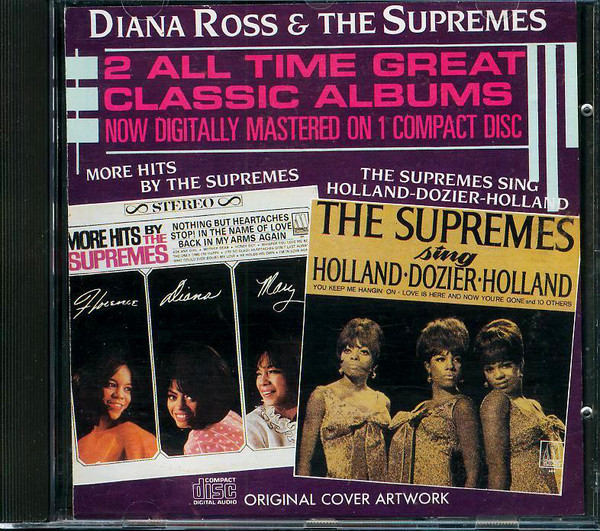 DIANA ROSS & THE SUPREMES
2 ALL TIME GREAT
CLASSIC ALBUMS
NOW DIGITALLY MASTERED ON 1 COMPACT DISC
MORE HITS
BY THE SUPREMES
THE SUPREMES SING
HOLLAND-DOZIER-HOLLAND
STEREO
MORE HITS BY THE
SUPREMES
NOTHING BUT HEARTACHES
STOP! IN THE NAME OF LOVE
BACK IN MY ARMS AGAIN
Florence
Diana
Mary
THE SUPREMES
sing
HOLLAND·DOZIER·HOLLAND
YOU KEEP ME HANGIN' ON · LOVE IS HERE AND NOW YOU'RE GONE and 10 OTHERS
COMPACT
disc
DIGITAL AUDIO
ORIGINAL COVER ARTWORK